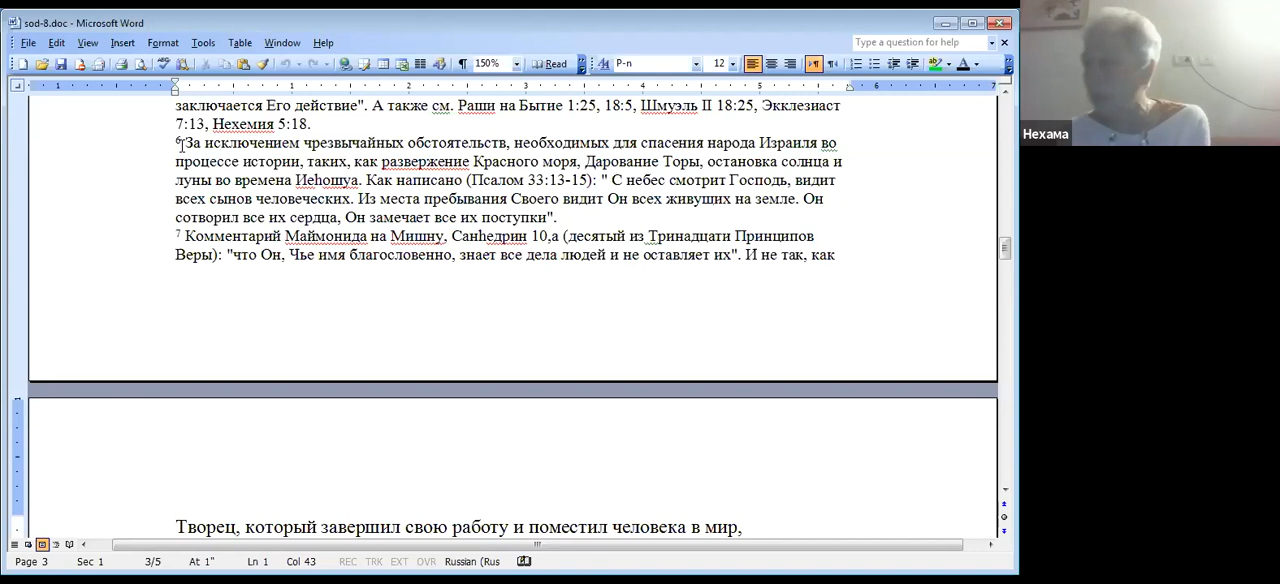 sod-8.doc - Microsoft Word
File Edit View Insert Format Tools Table Window Help
Type a question for help
150% Read P-n 12
1 1 2 3 4 5 6 7
заключается Его действие". А также см. Раши на Бытие 1:25, 18:5, Шмуэль II 18:25, Экклезиаст
7:13, Нехемия 5:18.
6 За исключением чрезвычайных обстоятельств, необходимых для спасения народа Израиля во
процессе истории, таких, как развержение Красного моря, Дарование Торы, остановка солнца и
луны во времена Иеhошуа. Как написано (Псалом 33:13-15): " С небес смотрит Господь, видит
всех сынов человеческих. Из места пребывания Своего видит Он всех живущих на земле. Он
сотворил все их сердца, Он замечает все их поступки".
7 Комментарий Маймонида на Мишну, Санhедрин 10,а (десятый из Тринадцати Принципов
Веры): "что Он, Чье имя благословенно, знает все дела людей и не оставляет их". И не так, как
Творец, который завершил свою работу и поместил человека в мир,
Page 3 Sec 1 3/5 At 1" Ln 1 Col 43 REC TRK EXT OVR Russian (Rus
Нехама